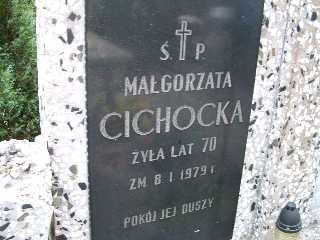 Ś. P.
MAŁGORZATA
CICHOCKA
ŻYŁA LAT 70
ZM. 8. I. 1979 r.
POKÓJ JEJ DUSZY